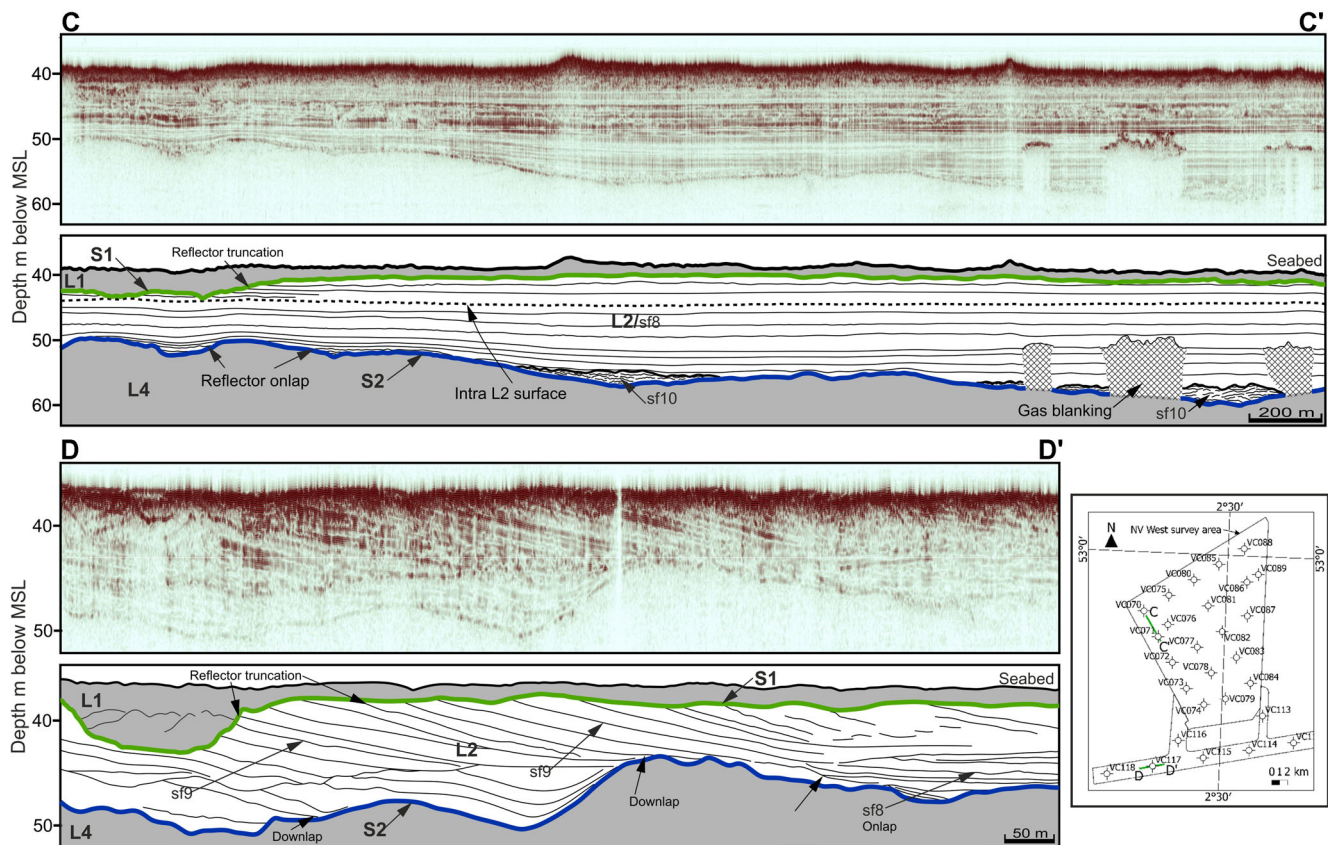 C
C'
Depth m below MSL
40
50
60
S1
Reflector truncation
Seabed
L1
40
L2/sf8
50
Reflector onlap
S2
Intra L2 surface
sf10
L4
Gas blanking
sf10
60
200 m
D
D'
Depth m below MSL
40
50
Reflector truncation
S1
Seabed
L1
40
L2
sf9
sf9
Downlap
sf8
Onlap
L4
Downlap
S2
50
50 m
2°30'
N
NV West survey area
53°0'
53°0'
VC088
VC085
VC089
VC080
VC086
VC075
VC081
VC070
C
VC087
VC076
VC071
VC082
C'
VC077
VC072
VC083
VC078
VC073
VC084
VC079
VC074
VC113
VC116
VC114
VC1
VC115
VC117
VC118
D
D'
0 1 2 km
2°30'